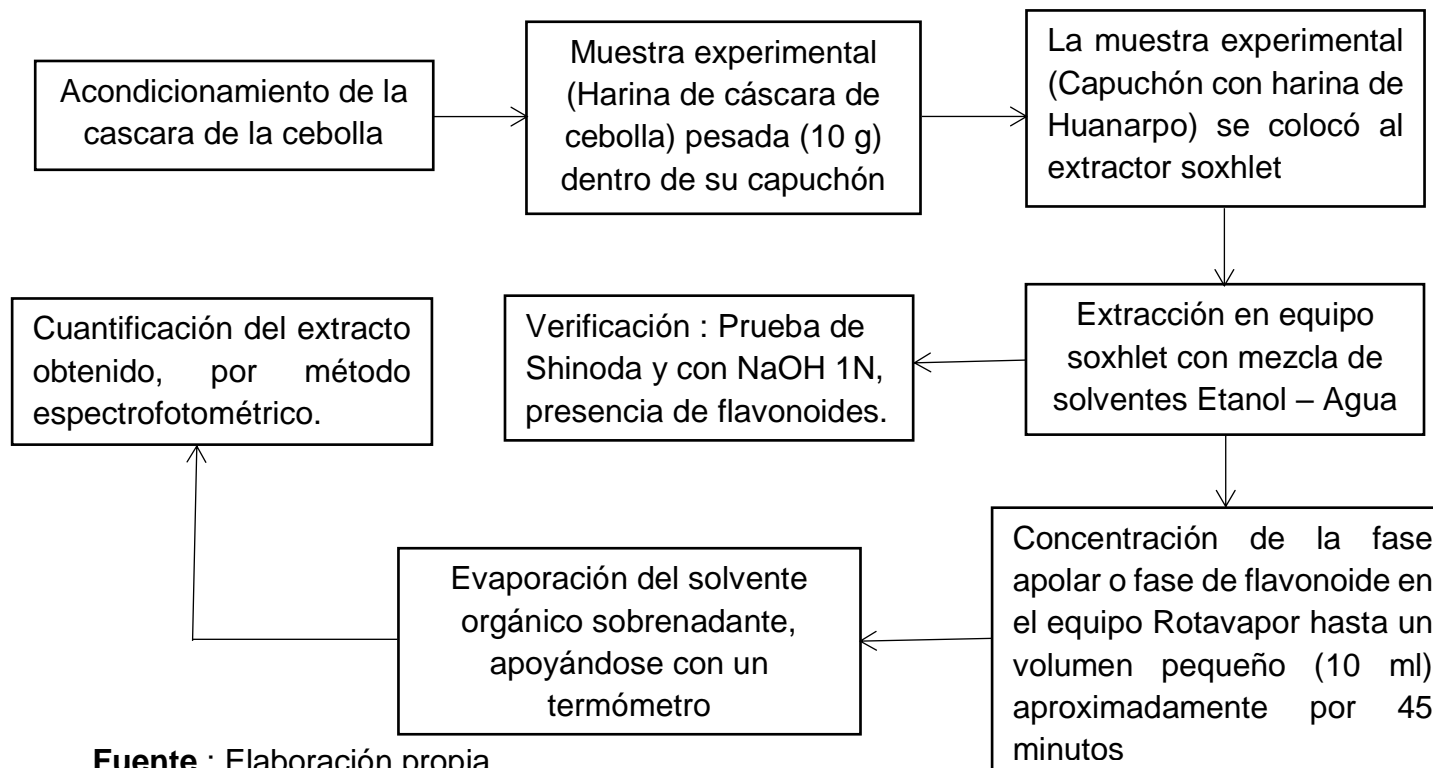 Acondicionamiento de la
cascara de la cebolla
Muestra experimental
(Harina de cáscara de
cebolla) pesada (10 g)
dentro de su capuchón
La muestra experimental
(Capuchón con harina de
Huanarpo) se colocó al
extractor soxhlet
Extracción en equipo
soxhlet con mezcla de
solventes Etanol – Agua
Verificación : Prueba de
Shinoda y con NaOH 1N,
presencia de flavonoides.
Concentración de la fase
apolar o fase de flavonoide en
el equipo Rotavapor hasta un
volumen pequeño (10 ml)
aproximadamente por 45
minutos
Evaporación del solvente
orgánico sobrenadante,
apoyándose con un
termómetro
Cuantificación del extracto
obtenido, por método
espectrofotométrico.
Fuente : Elaboración propia